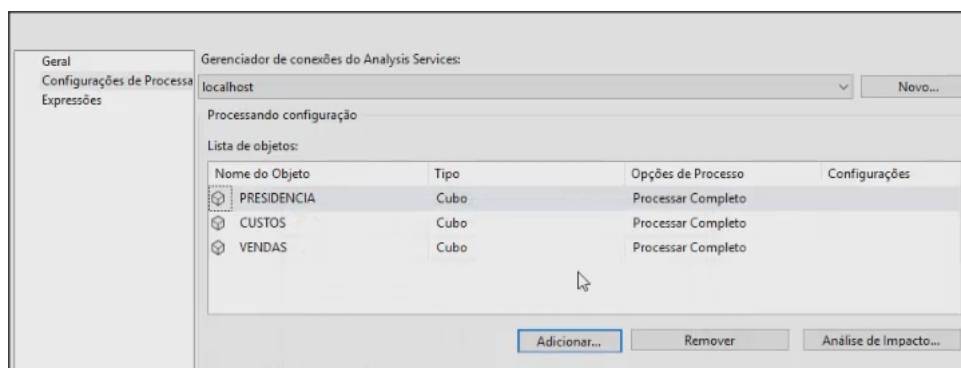 Geral
Configurações de Processa
Expressões
Gerenciador de conexões do Analysis Services:
localhost
Novo...
Processando configuração
Lista de objetos:
Nome do Objeto Tipo Opções de Processo Configurações
PRESIDENCIA Cubo Processar Completo
CUSTOS Cubo Processar Completo
VENDAS Cubo Processar Completo
Adicionar... Remover Análise de Impacto...